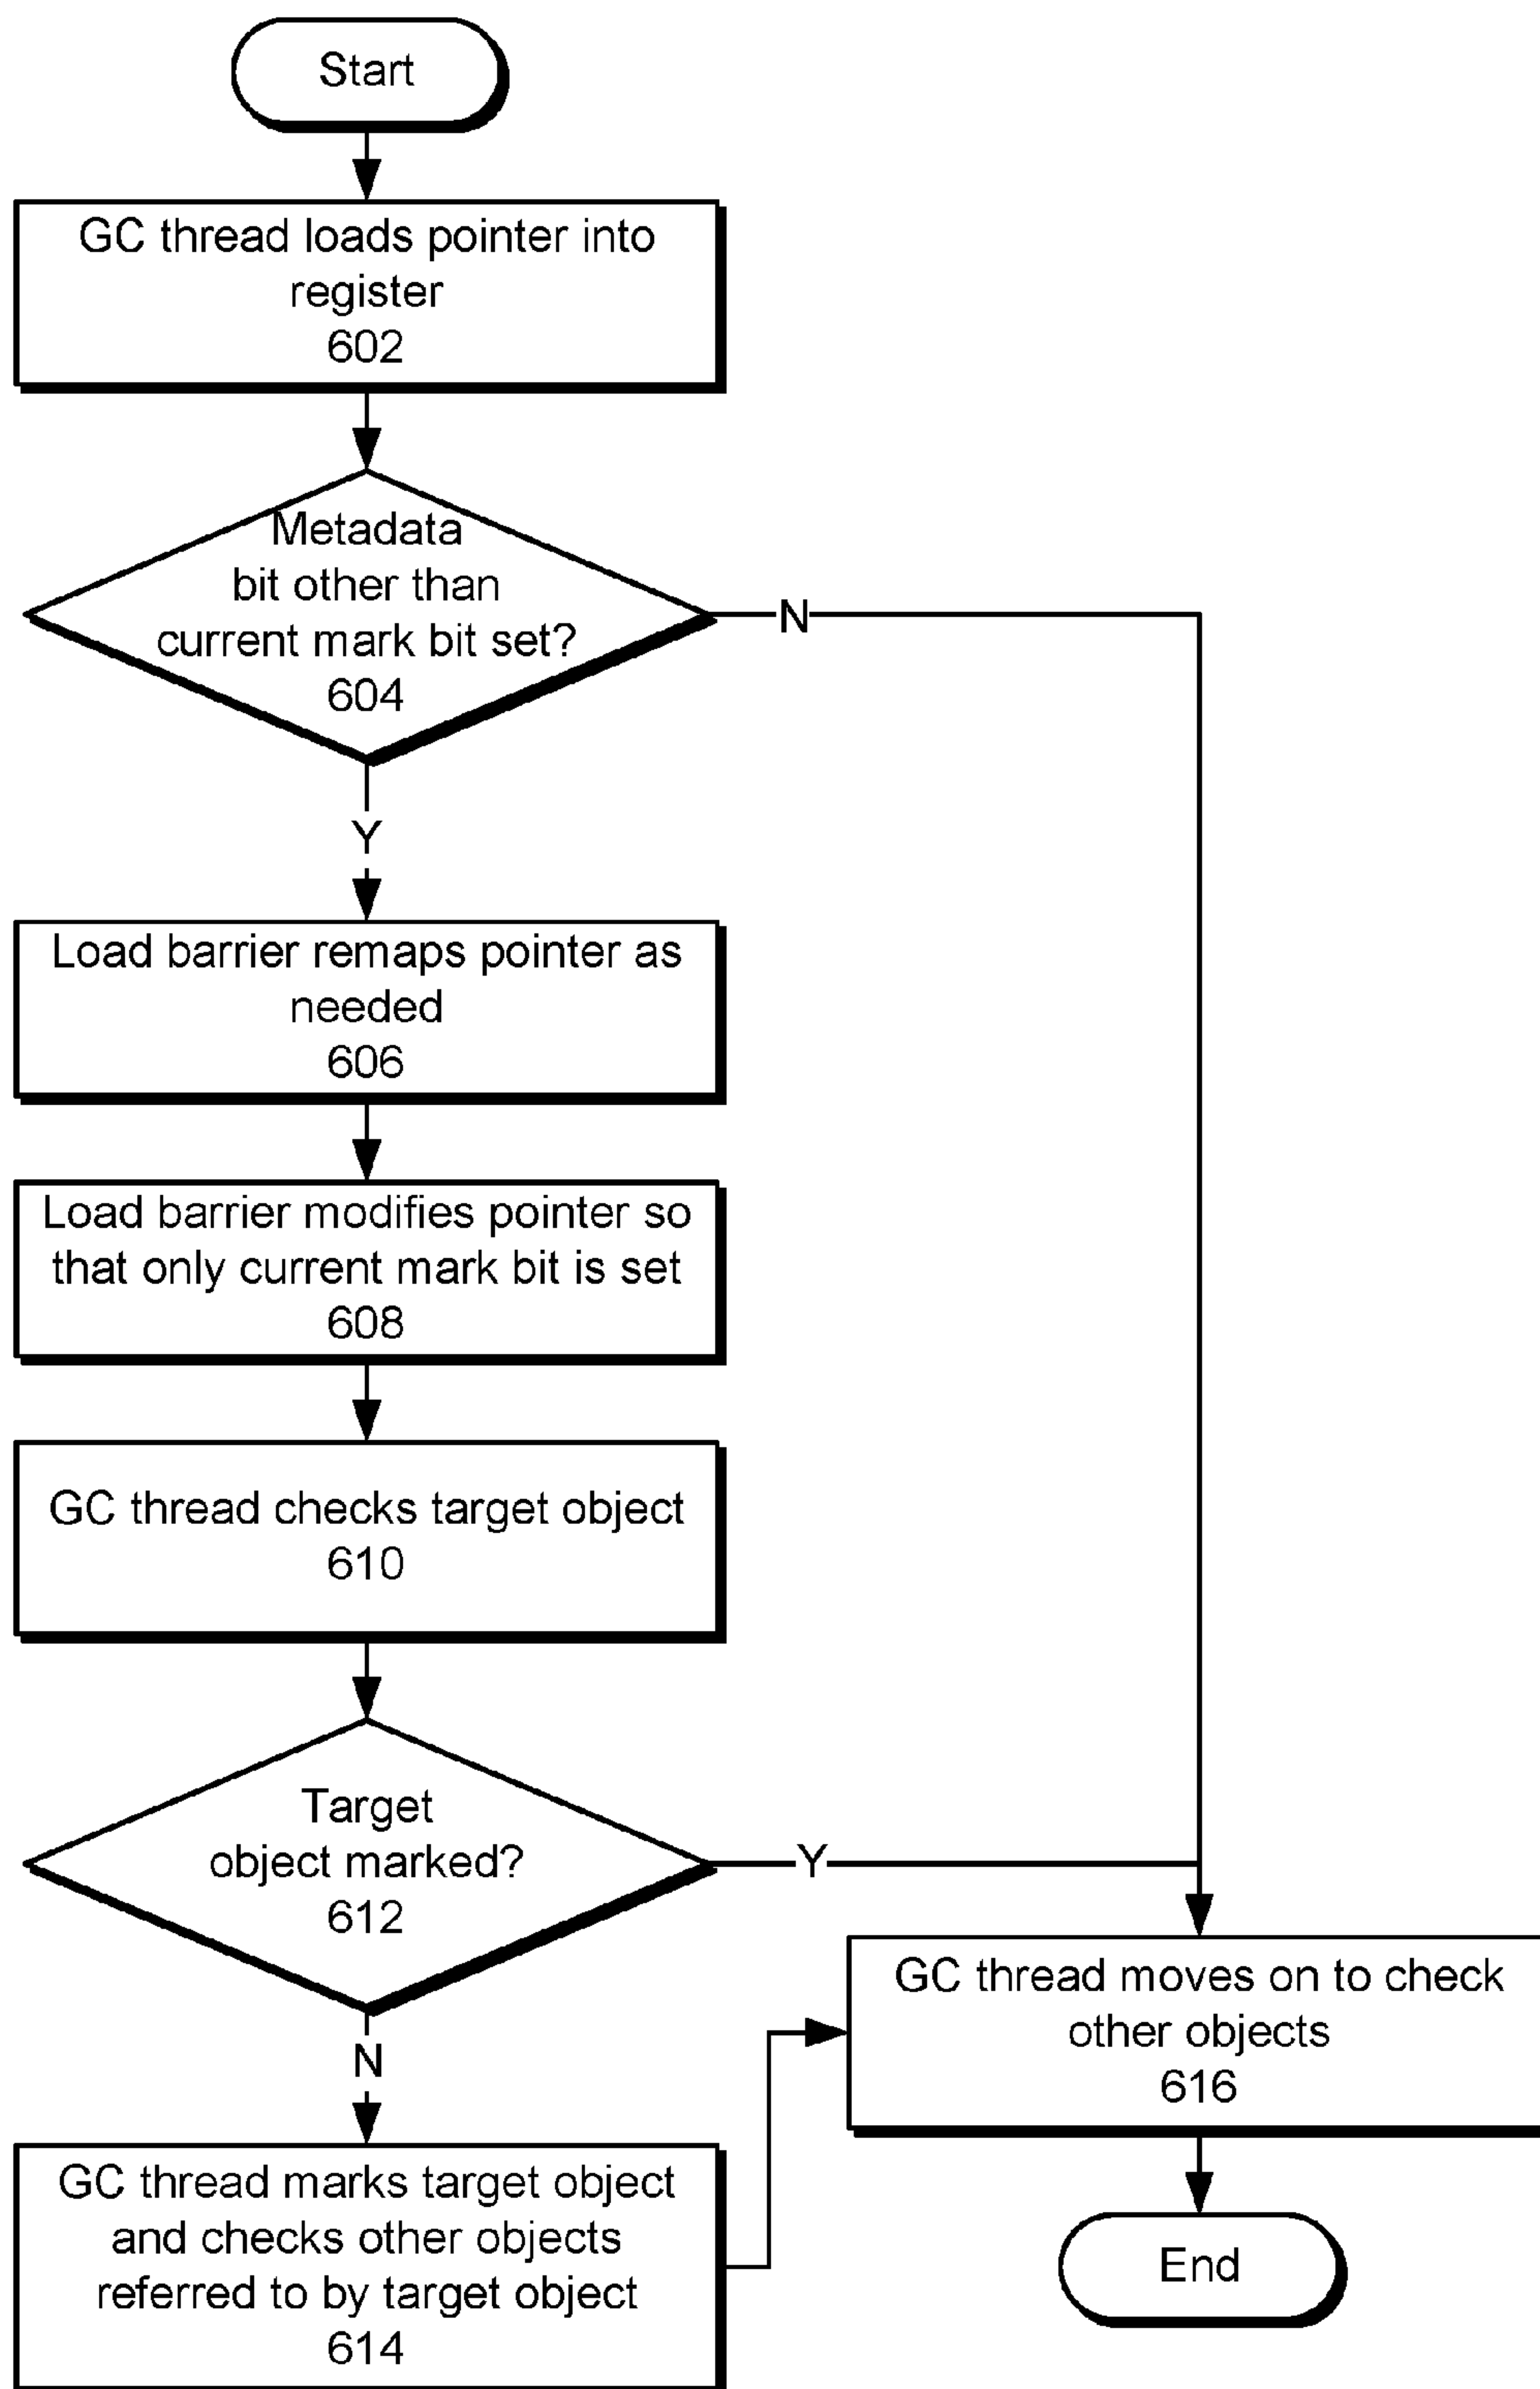 Start
GC thread loads pointer into
register
602
Metadata
bit other than
current mark bit set?
604
N
Y
Load barrier remaps pointer as
needed
606
Load barrier modifies pointer so
that only current mark bit is set
608
GC thread checks target object
610
Target
object marked?
612
Y
N
GC thread moves on to check
other objects
616
GC thread marks target object
and checks other objects
referred to by target object
614
End